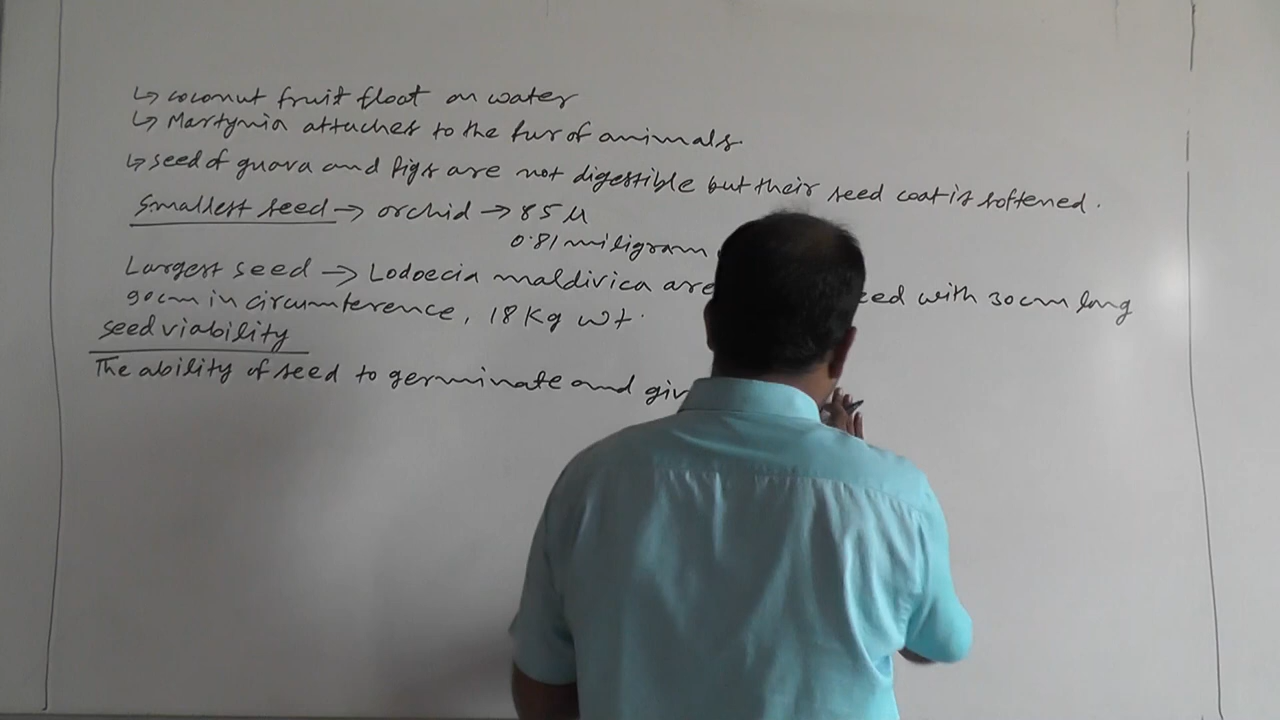 ↳ coconut fruit float on water
↳ Martynia attaches to the fur of animals.
↳ seed of guava and figs are not digestible but their seed coat is softened.
Smallest seed → orchid → 85 µ
0.81 miligram
Largest seed → Lodoecia maldivica are with 30cm long
90cm in circumference, 18 Kg wt.
seed viability
The ability of seed to germinate and